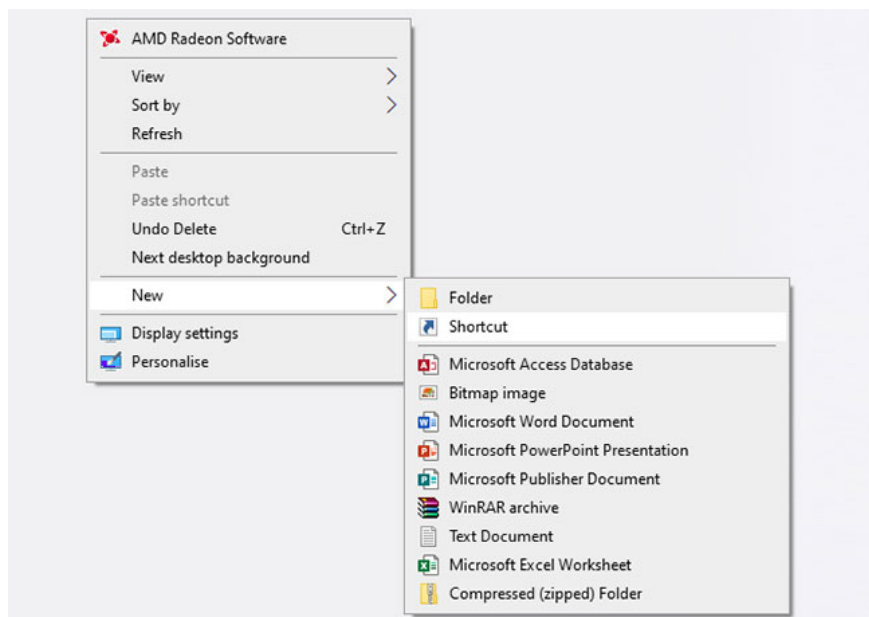 AMD Radeon Software
View
Sort by
Refresh
Paste
Paste shortcut
Undo Delete Ctrl+Z
Next desktop background
New
Display settings
Personalise
Folder
Shortcut
Microsoft Access Database
Bitmap image
Microsoft Word Document
Microsoft PowerPoint Presentation
Microsoft Publisher Document
WinRAR archive
Text Document
Microsoft Excel Worksheet
Compressed (zipped) Folder